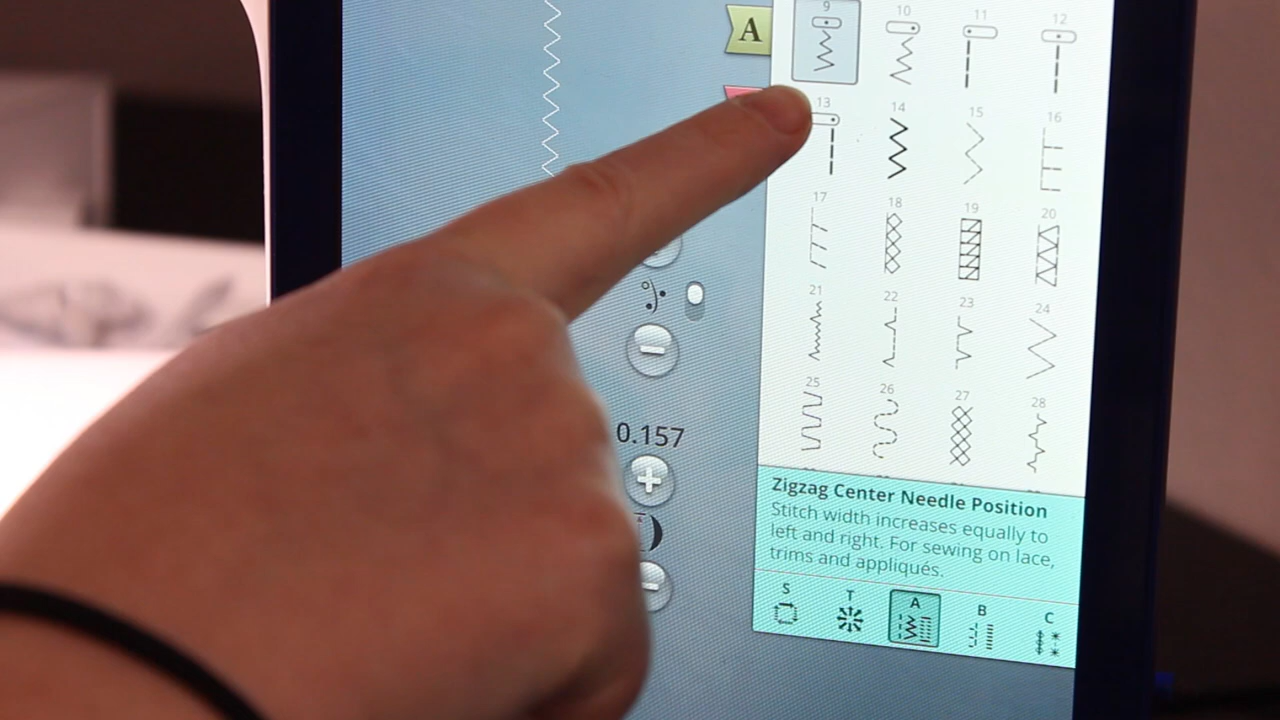 A
9 10 11 12
13 14 15 16
17 18 19 20
21 22 23 24
25 26 27 28
0.157
Zigzag Center Needle Position
Stitch width increases equally to
left and right. For sewing on lace,
trims and appliqués.
S T A B C